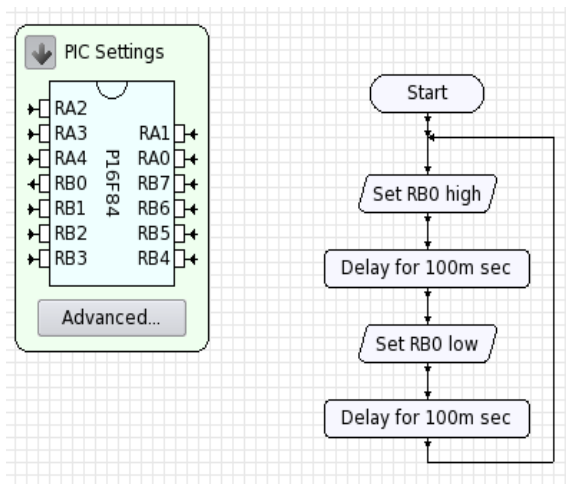 PIC Settings
RA2
RA3
RA4
RB0
RB1
RB2
RB3
P16F84
RA1
RA0
RB7
RB6
RB5
RB4
Advanced...
Start
Set RB0 high
Delay for 100m sec
Set RB0 low
Delay for 100m sec